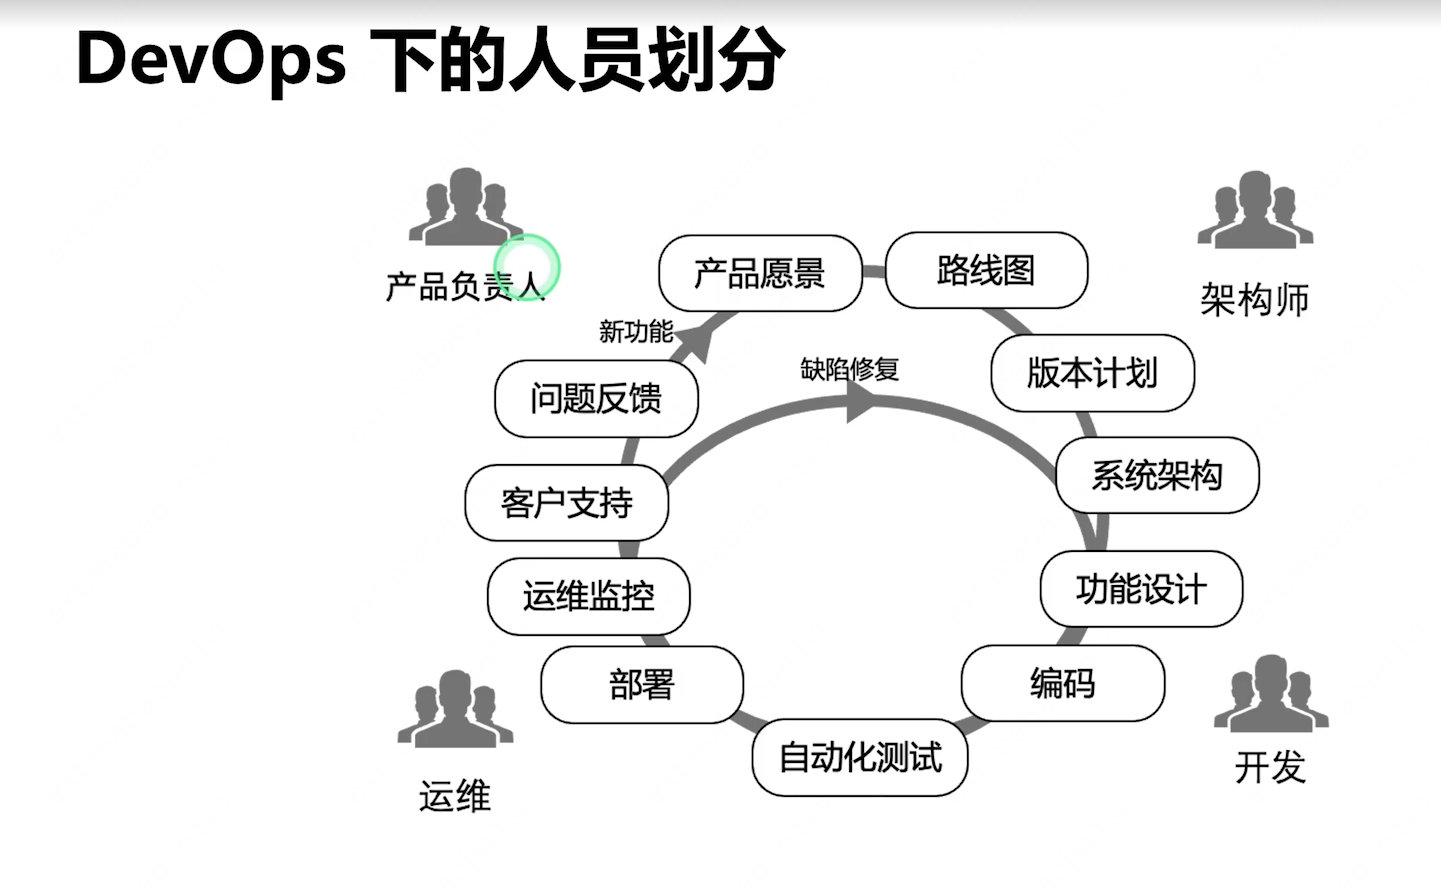 DevOps 下的人员划分
产品负责人
架构师
产品愿景
路线图
新功能
缺陷修复
版本计划
问题反馈
系统架构
客户支持
功能设计
运维监控
部署
编码
自动化测试
运维
开发